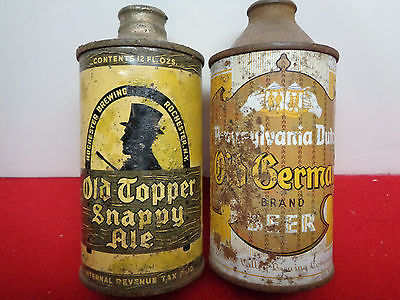 CONTENTS 12 FL. OZS.
ROCHESTER BREWING
ROCHESTER, N.Y.
Old Topper
Snappy
Ale
INTERNAL REVENUE TAX PAID
Pennsylvania Dutch
Old German
BRAND
BEER